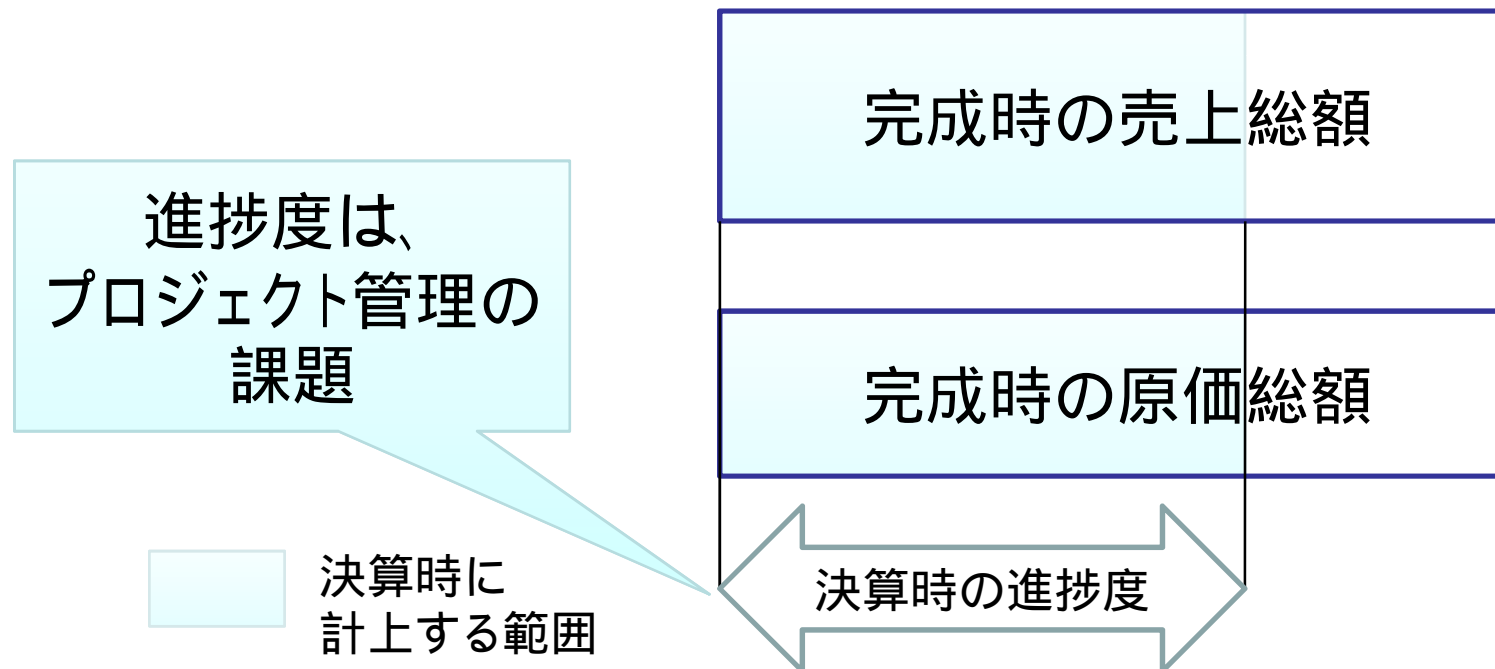 完成時の売上総額
進捗度は、
プロジェクト管理の
課題
完成時の原価総額
決算時に
計上する範囲
決算時の進捗度